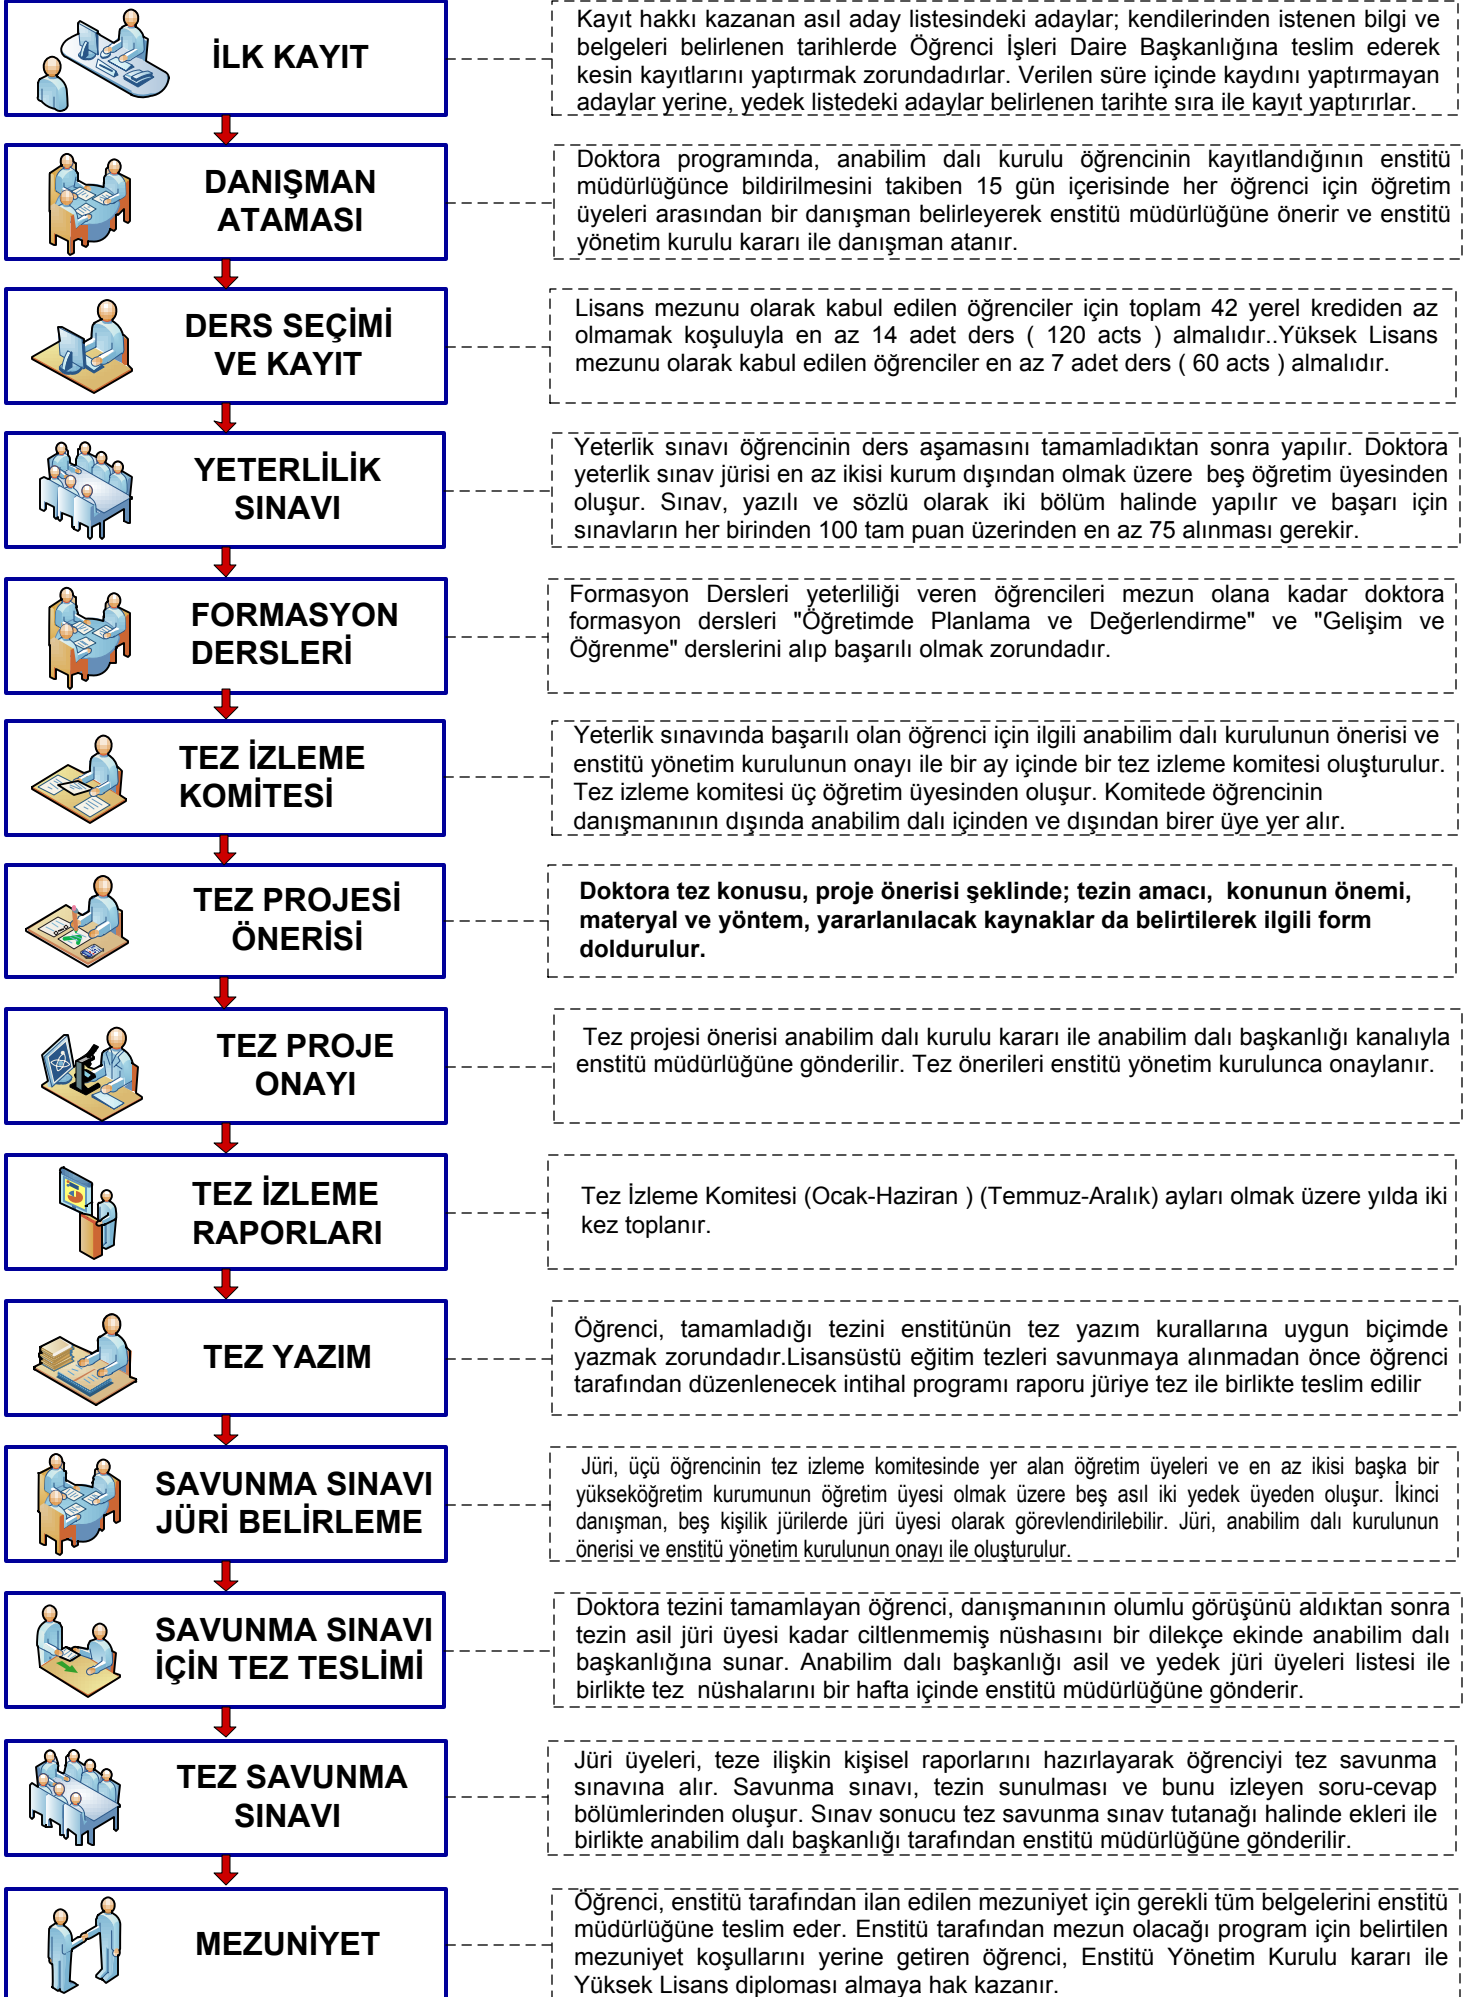 İLK KAYIT
Kayıt hakkı kazanan asıl aday listesindeki adaylar; kendilerinden istenen bilgi ve
belgeleri belirlenen tarihlerde Öğrenci İşleri Daire Başkanlığına teslim ederek
kesin kayıtlarını yaptırmak zorundadırlar. Verilen süre içinde kaydını yaptırmayan
adaylar yerine, yedek listedeki adaylar belirlenen tarihte sıra ile kayıt yaptırırlar.
DANIŞMAN
ATAMASI
Doktora programında, anabilim dalı kurulu öğrencinin kayıtlandığının enstitü
müdürlüğünce bildirilmesini takiben 15 gün içerisinde her öğrenci için öğretim
üyeleri arasından bir danışman belirleyerek enstitü müdürlüğüne önerir ve enstitü
yönetim kurulu kararı ile danışman atanır.
DERS SEÇİMİ
VE KAYIT
Lisans mezunu olarak kabul edilen öğrenciler için toplam 42 yerel krediden az
olmamak koşuluyla en az 14 adet ders ( 120 acts ) almalıdır..Yüksek Lisans
mezunu olarak kabul edilen öğrenciler en az 7 adet ders ( 60 acts ) almalıdır.
YETERLİLİK
SINAVI
Yeterlik sınavı öğrencinin ders aşamasını tamamladıktan sonra yapılır. Doktora
yeterlik sınav jürisi en az ikisi kurum dışından olmak üzere beş öğretim üyesinden
oluşur. Sınav, yazılı ve sözlü olarak iki bölüm halinde yapılır ve başarı için
sınavların her birinden 100 tam puan üzerinden en az 75 alınması gerekir.
FORMASYON
DERSLERİ
Formasyon Dersleri yeterliliği veren öğrencileri mezun olana kadar doktora
formasyon dersleri "Öğretimde Planlama ve Değerlendirme" ve "Gelişim ve
Öğrenme" derslerini alıp başarılı olmak zorundadır.
TEZ İZLEME
KOMİTESİ
Yeterlik sınavında başarılı olan öğrenci için ilgili anabilim dalı kurulunun önerisi ve
enstitü yönetim kurulunun onayı ile bir ay içinde bir tez izleme komitesi oluşturulur.
Tez izleme komitesi üç öğretim üyesinden oluşur. Komitede öğrencinin
danışmanının dışında anabilim dalı içinden ve dışından birer üye yer alır.
TEZ PROJESİ
ÖNERİSİ
Doktora tez konusu, proje önerisi şeklinde; tezin amacı, konunun önemi,
materyal ve yöntem, yararlanılacak kaynaklar da belirtilerek ilgili form
doldurulur.
TEZ PROJE
ONAYI
Tez projesi önerisi anabilim dalı kurulu kararı ile anabilim dalı başkanlığı kanalıyla
enstitü müdürlüğüne gönderilir. Tez önerileri enstitü yönetim kurulunca onaylanır.
TEZ İZLEME
RAPORLARI
Tez İzleme Komitesi (Ocak-Haziran ) (Temmuz-Aralık) ayları olmak üzere yılda iki
kez toplanır.
TEZ YAZIM
Öğrenci, tamamladığı tezini enstitünün tez yazım kurallarına uygun biçimde
yazmak zorundadır.Lisansüstü eğitim tezleri savunmaya alınmadan önce öğrenci
tarafından düzenlenecek intihal programı raporu jüriye tez ile birlikte teslim edilir
SAVUNMA SINAVI
JÜRİ BELİRLEME
Jüri, üçü öğrencinin tez izleme komitesinde yer alan öğretim üyeleri ve en az ikisi başka bir
yükseköğretim kurumunun öğretim üyesi olmak üzere beş asıl iki yedek üyeden oluşur. İkinci
danışman, beş kişilik jürilerde jüri üyesi olarak görevlendirilebilir. Jüri, anabilim dalı kurulunun
önerisi ve enstitü yönetim kurulunun onayı ile oluşturulur.
SAVUNMA SINAVI
İÇİN TEZ TESLİMİ
Doktora tezini tamamlayan öğrenci, danışmanının olumlu görüşünü aldıktan sonra
tezin asil jüri üyesi kadar ciltlenmemiş nüshasını bir dilekçe ekinde anabilim dalı
başkanlığına sunar. Anabilim dalı başkanlığı asil ve yedek jüri üyeleri listesi ile
birlikte tez nüshalarını bir hafta içinde enstitü müdürlüğüne gönderir.
TEZ SAVUNMA
SINAVI
Jüri üyeleri, teze ilişkin kişisel raporlarını hazırlayarak öğrenciyi tez savunma
sınavına alır. Savunma sınavı, tezin sunulması ve bunu izleyen soru-cevap
bölümlerinden oluşur. Sınav sonucu tez savunma sınav tutanağı halinde ekleri ile
birlikte anabilim dalı başkanlığı tarafından enstitü müdürlüğüne gönderilir.
MEZUNİYET
Öğrenci, enstitü tarafından ilan edilen mezuniyet için gerekli tüm belgelerini enstitü
müdürlüğüne teslim eder. Enstitü tarafından mezun olacağı program için belirtilen
mezuniyet koşullarını yerine getiren öğrenci, Enstitü Yönetim Kurulu kararı ile
Yüksek Lisans diploması almaya hak kazanır.